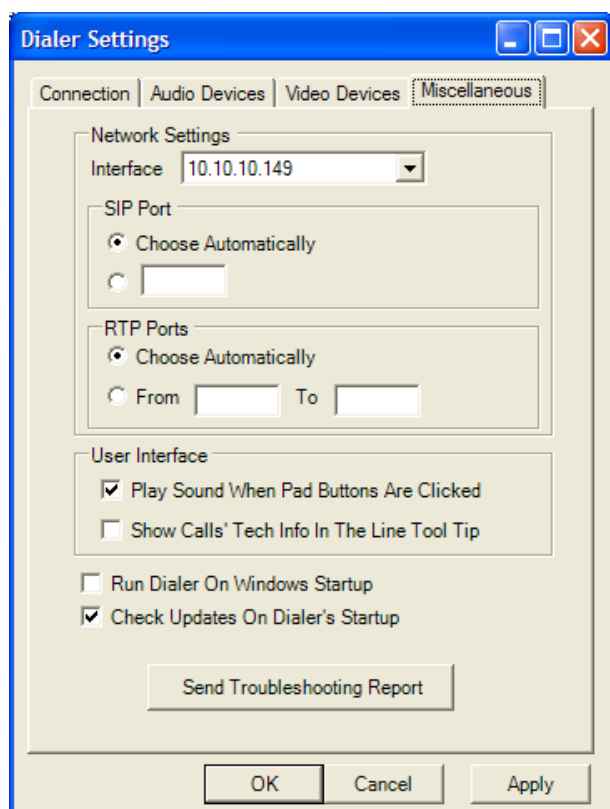 Dialer Settings
Connection Audio Devices Video Devices Miscellaneous
Network Settings
Interface 10.10.10.149
SIP Port
Choose Automatically
RTP Ports
Choose Automatically
From To
User Interface
Play Sound When Pad Buttons Are Clicked
Show Calls' Tech Info In The Line Tool Tip
Run Dialer On Windows Startup
Check Updates On Dialer's Startup
Send Troubleshooting Report
OK Cancel Apply